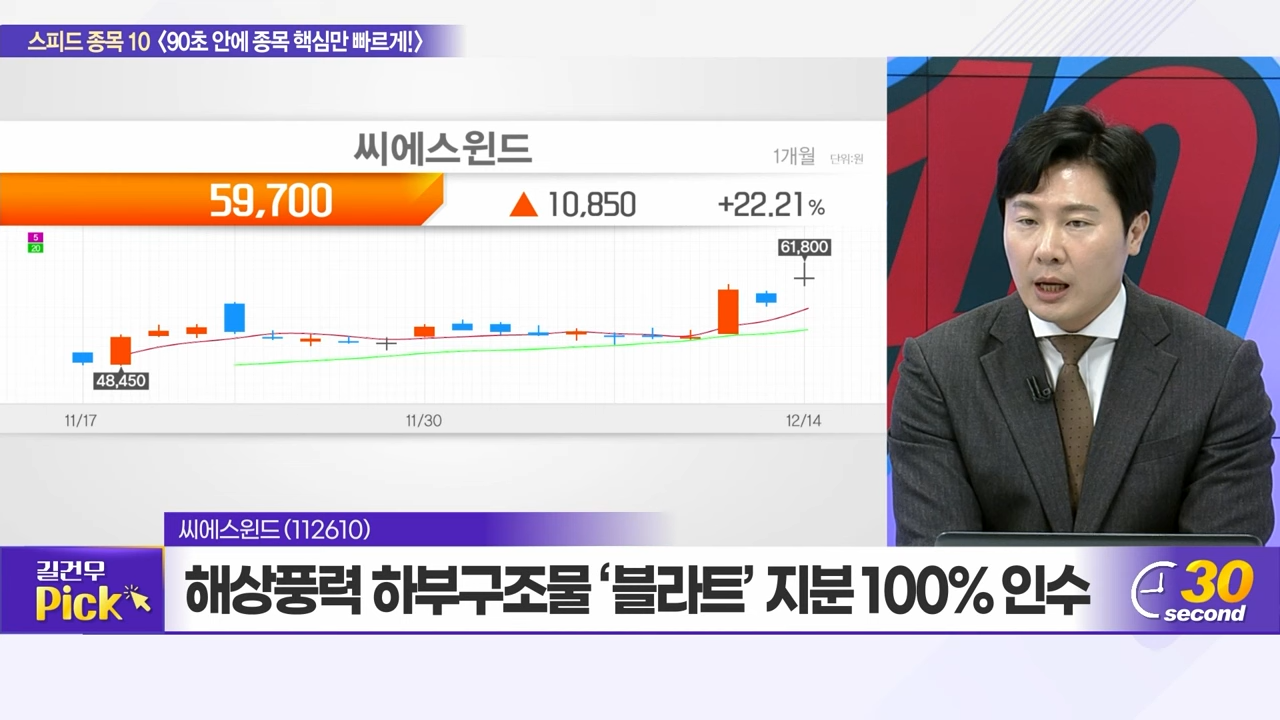 스피드 종목 10 〈90초 안에 종목 핵심만 빠르게!〉
씨에스윈드
1개월 단위:원
59,700 ▲ 10,850 +22.21%
5
20
61,800
48,450
11/17 11/30 12/14
10
씨에스윈드 (112610)
길건무
Pick
해상풍력 하부구조물 ‘블라트’ 지분 100% 인수
30
second